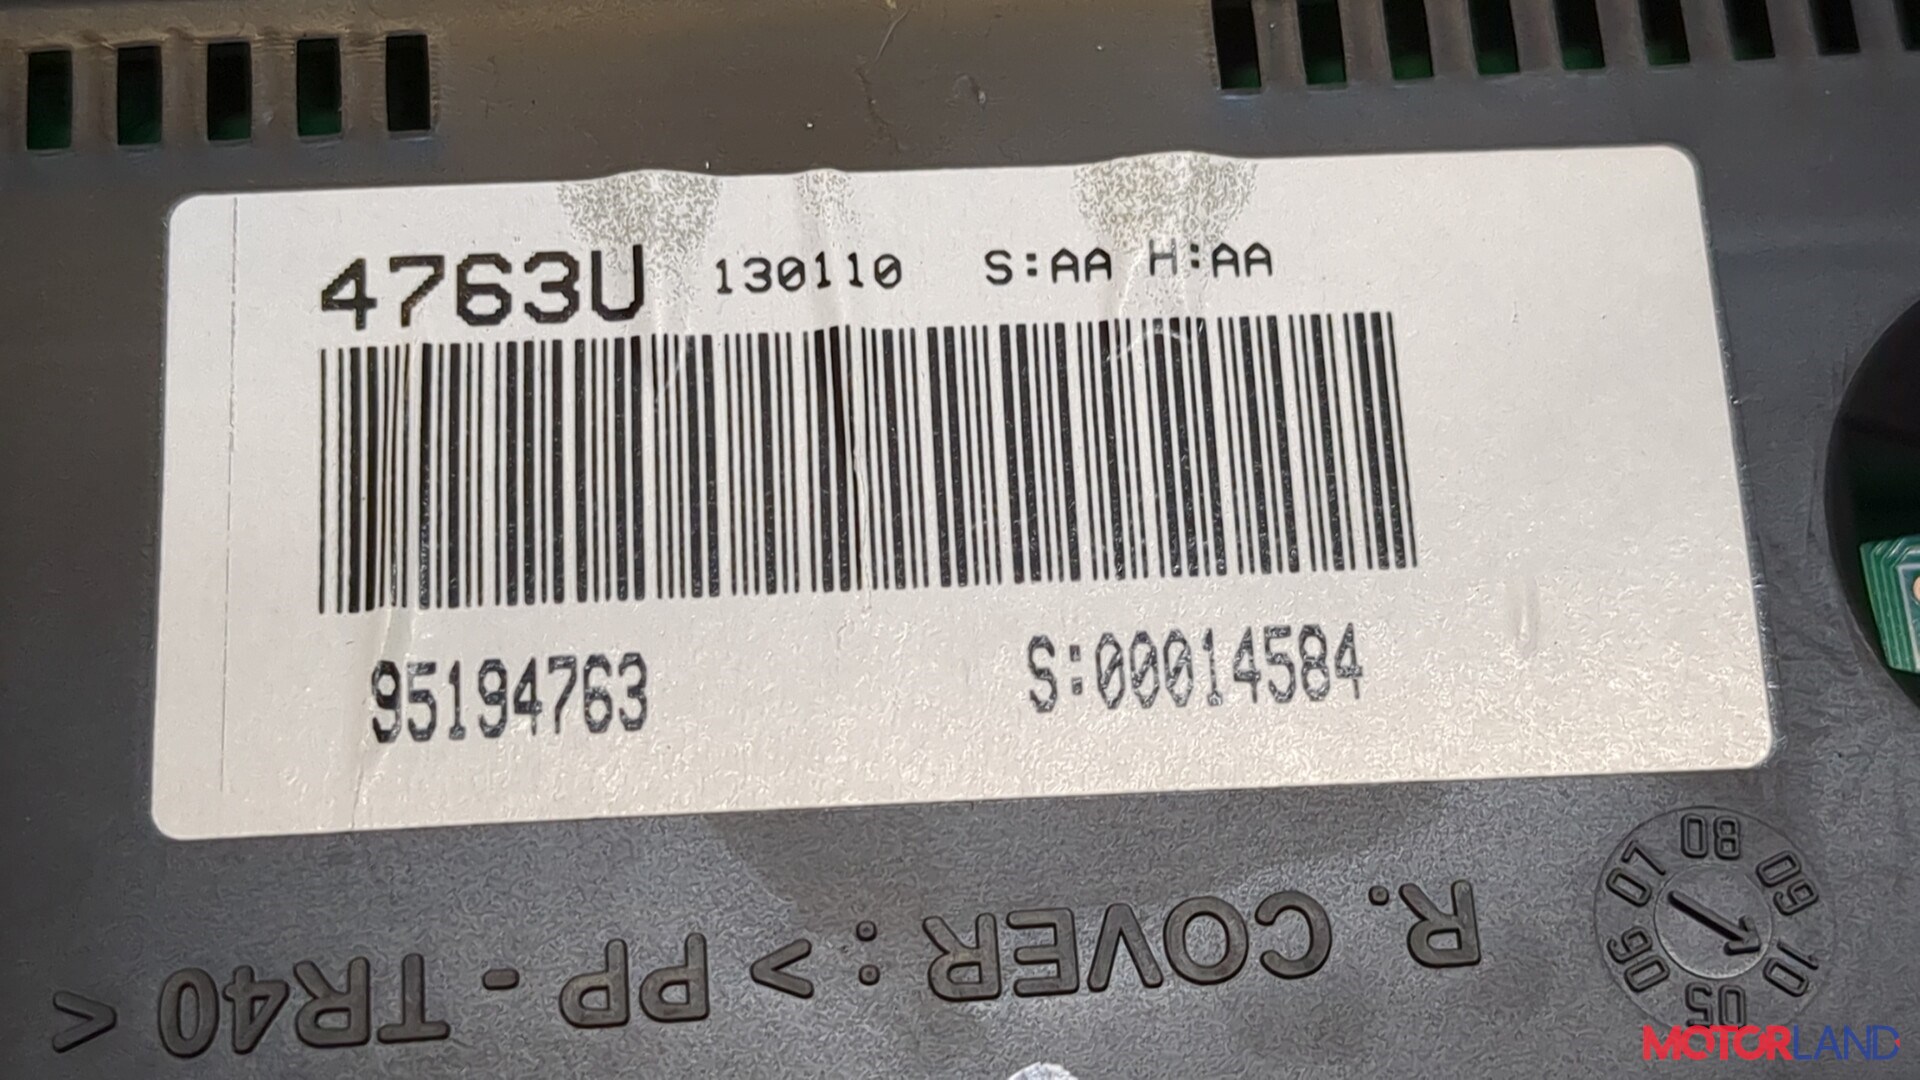 4763U 130110 S:AA H:AA
95194763 S:00014584
R. COVER : >PP - TR40<
05 06 07 08 09 10
MOTORLAND